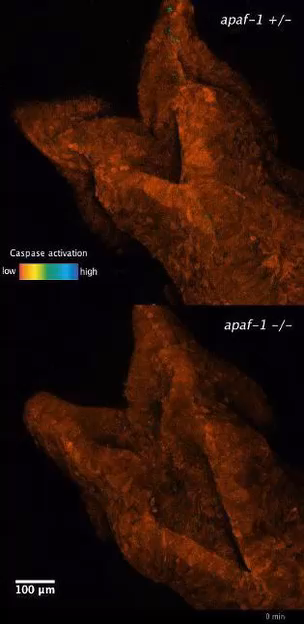 apaf-1 +/-
Caspase activation
low high
apaf-1 -/-
100 µm
0 min